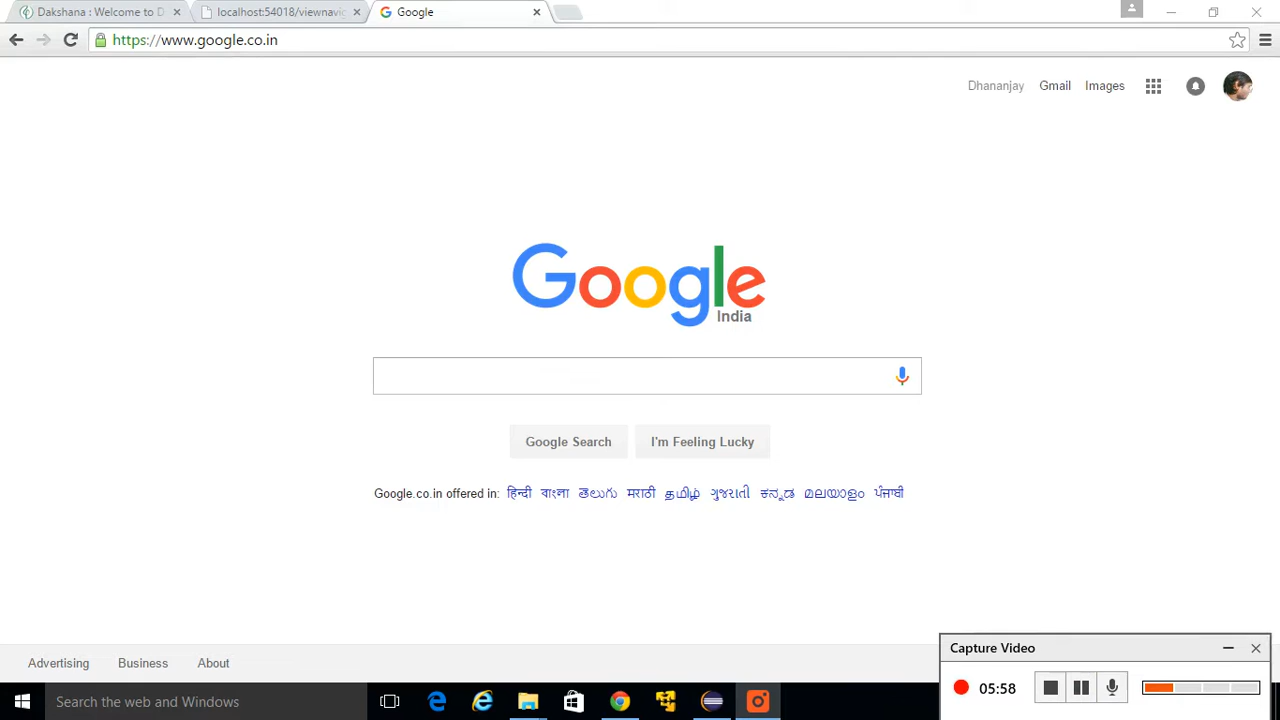 Dakshana : Welcome to D
localhost:54018/viewnavig
Google
https://www.google.co.in
Dhananjay Gmail Images
Google
India
Google Search I'm Feeling Lucky
Google.co.in offered in: हिन्दी বাংলা తెలుగు मराठी தமிழ் ગુજરાતી ಕನ್ನಡ മലയാളം ਪੰਜਾਬੀ
Advertising Business About
Capture Video
05:58
Search the web and Windows